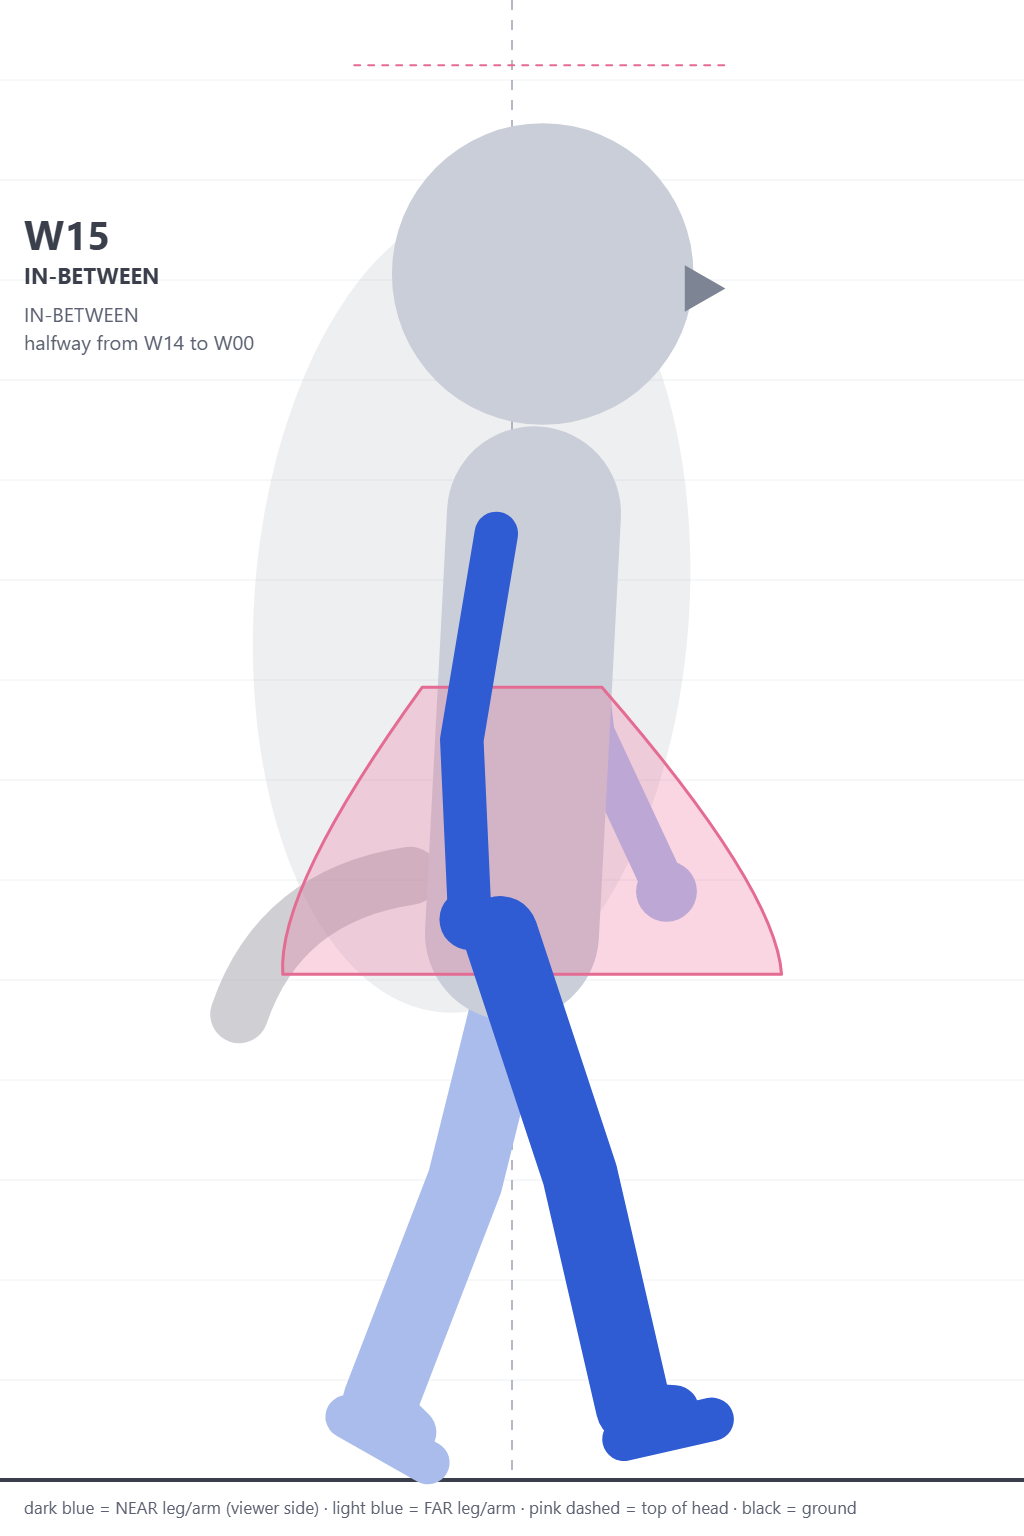 W15
IN-BETWEEN
IN-BETWEEN
halfway from W14 to W00
dark blue = NEAR leg/arm (viewer side) · light blue = FAR leg/arm · pink dashed = top of head · black = ground